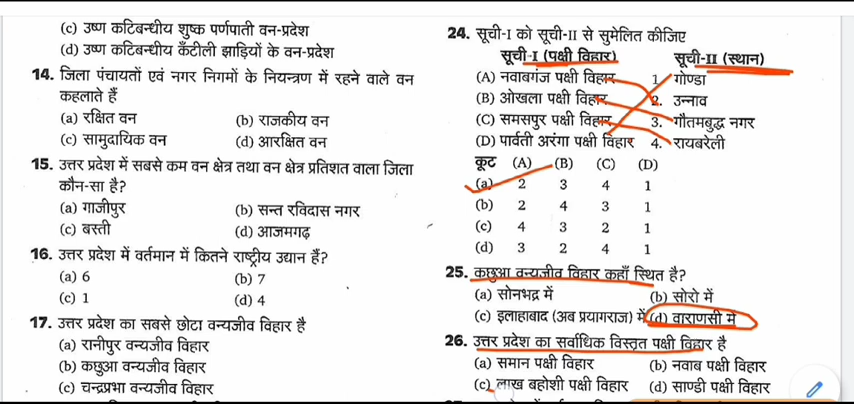 (c) उष्ण कटिबन्धीय शुष्क पर्णपाती वन-प्रदेश
(d) उष्ण कटिबन्धीय कँटीली झाड़ियों के वन-प्रदेश
14. जिला पंचायतों एवं नगर निगमों के नियन्त्रण में रहने वाले वन
कहलाते हैं
(a) रक्षित वन (b) राजकीय वन
(c) सामुदायिक वन (d) आरक्षित वन
15. उत्तर प्रदेश में सबसे कम वन क्षेत्र तथा वन क्षेत्र प्रतिशत वाला जिला
कौन-सा है?
(a) गाजीपुर (b) सन्त रविदास नगर
(c) बस्ती (d) आजमगढ़
16. उत्तर प्रदेश में वर्तमान में कितने राष्ट्रीय उद्यान हैं?
(a) 6 (b) 7
(c) 1 (d) 4
17. उत्तर प्रदेश का सबसे छोटा वन्यजीव विहार है
(a) रानीपुर वन्यजीव विहार
(b) कछुआ वन्यजीव विहार
(c) चन्द्रप्रभा वन्यजीव विहार
24. सूची-I को सूची-II से सुमेलित कीजिए
सूची-I (पक्षी विहार) सूची-II (स्थान)
(A) नवाबगंज पक्षी विहार 1. गोण्डा
(B) ओखला पक्षी विहार 2. उन्नाव
(C) समसपुर पक्षी विहार 3. गौतमबुद्ध नगर
(D) पार्वती अरंगा पक्षी विहार 4. रायबरेली
कूट (A) (B) (C) (D)
(a) 2 3 4 1
(b) 2 4 3 1
(c) 4 3 2 1
(d) 3 2 4 1
25. कछुआ वन्यजीव विहार कहाँ स्थित है?
(a) सोनभद्र में (b) सोरो में
(c) इलाहाबाद (अब प्रयागराज) में (d) वाराणसी में
26. उत्तर प्रदेश का सर्वाधिक विस्तृत पक्षी विहार है
(a) समान पक्षी विहार (b) नवाब पक्षी विहार
(c) लाख बहोशी पक्षी विहार (d) साण्डी पक्षी विहार